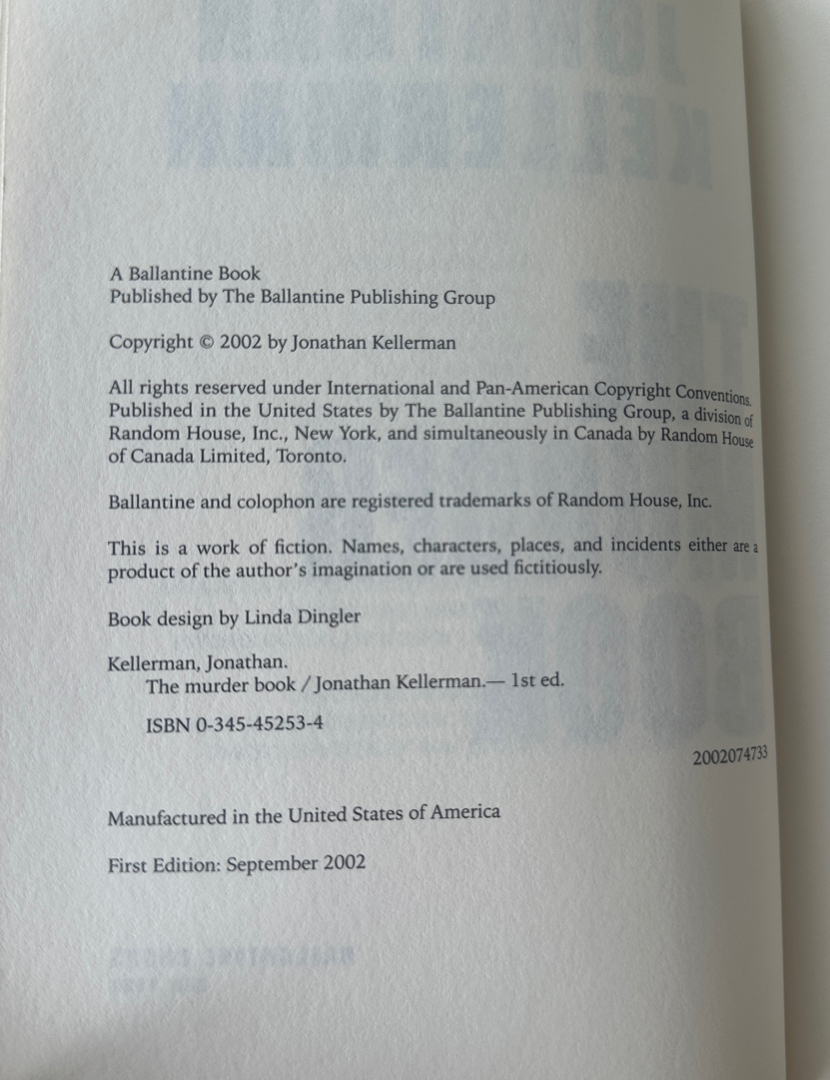 A Ballantine Book
Published by The Ballantine Publishing Group
Copyright © 2002 by Jonathan Kellerman
All rights reserved under International and Pan-American Copyright Conventions.
Published in the United States by The Ballantine Publishing Group, a division of
Random House, Inc., New York, and simultaneously in Canada by Random House
of Canada Limited, Toronto.
Ballantine and colophon are registered trademarks of Random House, Inc.
This is a work of fiction. Names, characters, places, and incidents either are a
product of the author's imagination or are used fictitiously.
Book design by Linda Dingler
Kellerman, Jonathan.
The murder book / Jonathan Kellerman.— 1st ed.
ISBN 0-345-45253-4
2002074733
Manufactured in the United States of America
First Edition: September 2002